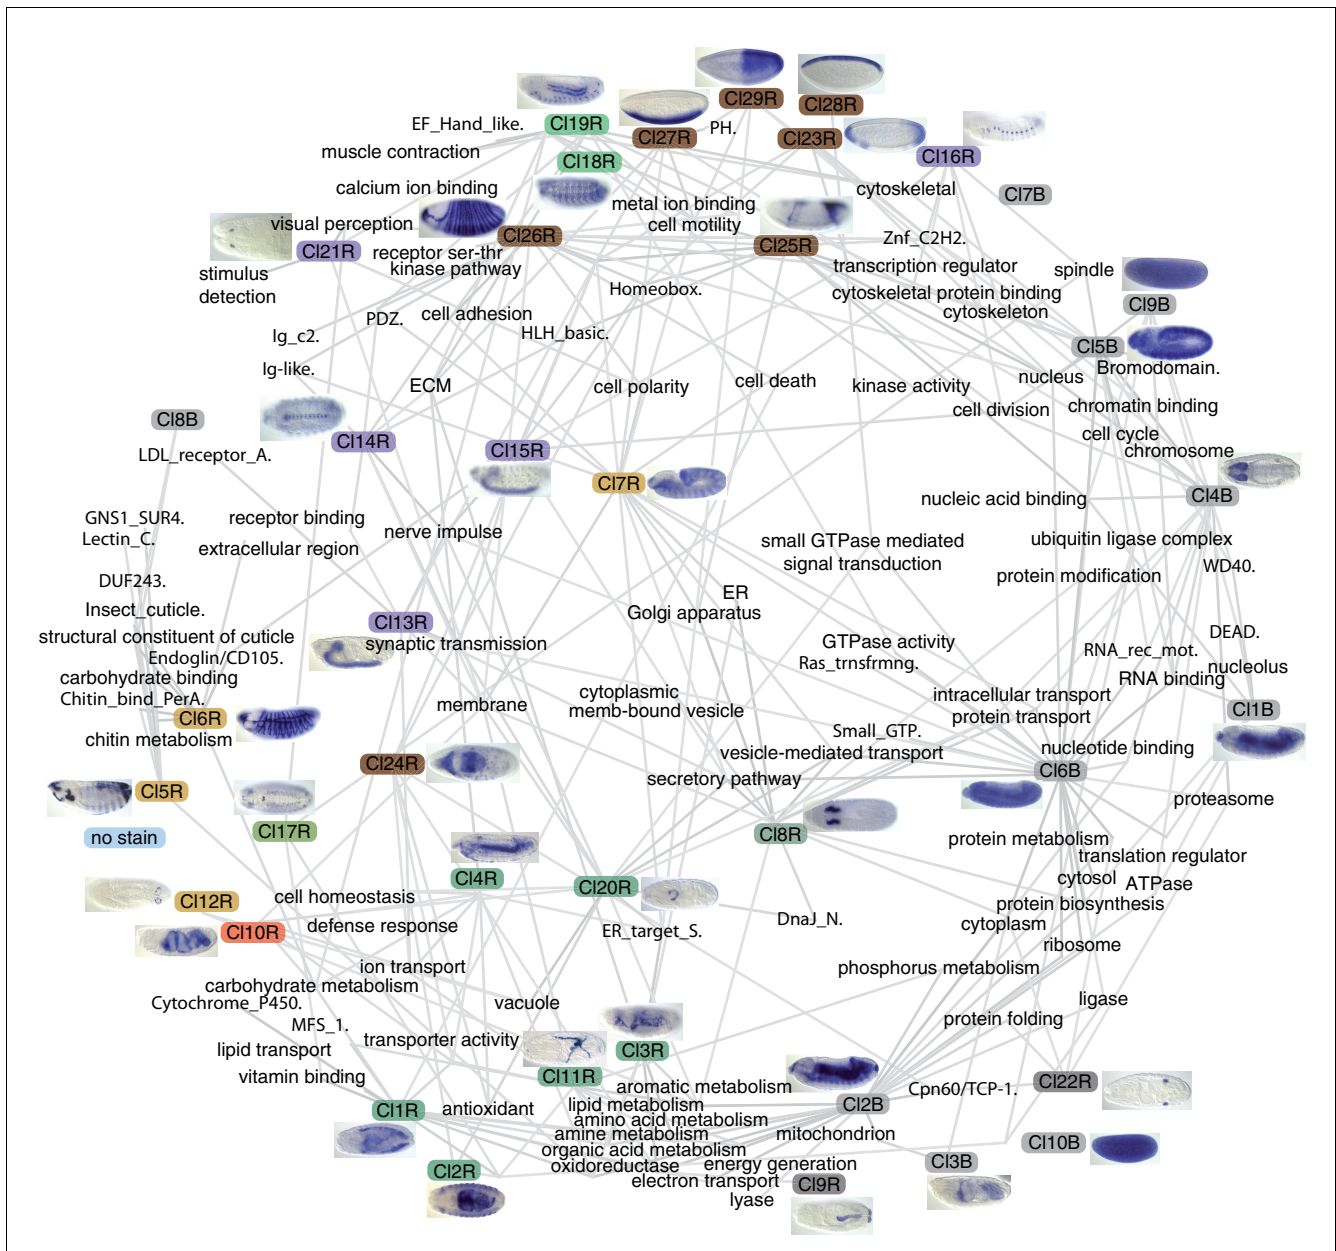 Cl29R
Cl28R
EF_Hand_like.
Cl19R
Cl27R
PH.
Cl23R
muscle contraction
Cl18R
Cl16R
calcium ion binding
cytoskeletal
Cl7B
metal ion binding
visual perception
cell motility
Cl26R
Cl25R
Znf_C2H2.
Cl21R
receptor ser-thr
kinase pathway
transcription regulator
spindle
stimulus
detection
Homeobox.
cytoskeletal protein binding
cytoskeleton
Cl9B
PDZ.
cell adhesion
HLH_basic.
Ig_c2.
Cl5B
Ig-like.
Bromodomain.
ECM
cell polarity
cell death
kinase activity
nucleus
cell division
chromatin binding
Cl8B
cell cycle
Cl14R
Cl15R
chromosome
LDL_receptor_A.
Cl7R
Cl4B
nucleic acid binding
GNS1_SUR4.
receptor binding
nerve impulse
Lectin_C.
extracellular region
small GTPase mediated
signal transduction
ubiquitin ligase complex
WD40.
DUF243.
protein modification
ER
Insect_cuticle.
Golgi apparatus
Cl13R
structural constituent of cuticle
synaptic transmission
GTPase activity
DEAD.
Endoglin/CD105.
Ras_trnsfrmng.
RNA_rec_mot.
nucleolus
carbohydrate binding
RNA binding
Chitin_bind_PerA.
cytoplasmic
memb-bound vesicle
intracellular transport
Cl6R
membrane
protein transport
Cl1B
chitin metabolism
Small_GTP.
vesicle-mediated transport
nucleotide binding
Cl24R
secretory pathway
Cl6B
Cl5R
proteasome
no stain
Cl17R
Cl8R
protein metabolism
translation regulator
Cl4R
Cl20R
cytosol
ATPase
Cl12R
cell homeostasis
protein biosynthesis
Cl10R
defense response
ER_target_S.
DnaJ_N.
cytoplasm
ribosome
ion transport
phosphorus metabolism
carbohydrate metabolism
Cytochrome_P450.
vacuole
ligase
MFS_1.
protein folding
transporter activity
Cl3R
lipid transport
vitamin binding
Cl11R
aromatic metabolism
Cpn60/TCP-1.
Cl22R
Cl1R
antioxidant
lipid metabolism
Cl2B
amino acid metabolism
amine metabolism
mitochondrion
Cl10B
organic acid metabolism
Cl2R
oxidoreductase
energy generation
Cl3B
electron transport
Cl9R
lyase